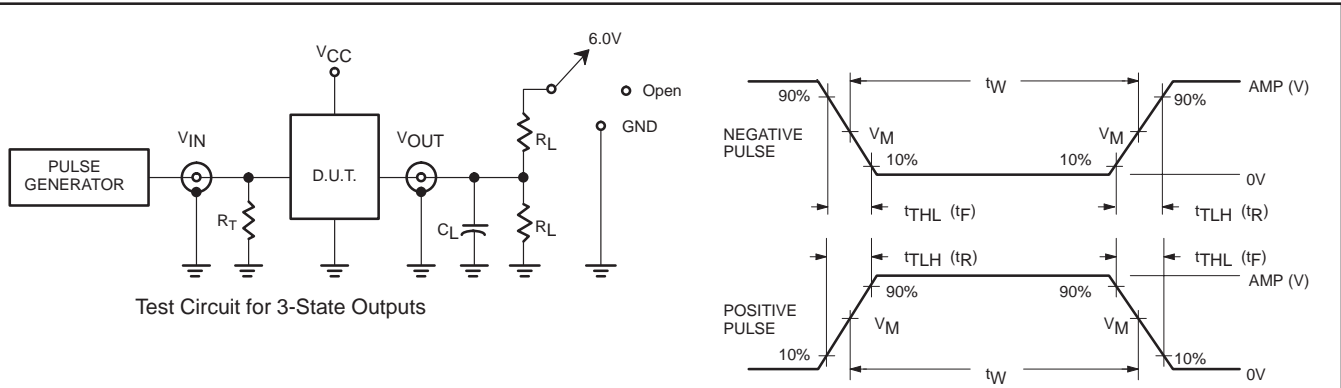 6.0V
VCC
Open
VIN
VOUT
RL
GND
PULSE
GENERATOR
D.U.T.
RT
CL
RL
Test Circuit for 3-State Outputs
tW
AMP (V)
90%
90%
NEGATIVE
PULSE
VM
VM
10%
10%
0V
tTHL (tF)
tTLH (tR)
tTLH (tR)
tTHL (tF)
AMP (V)
90%
90%
POSITIVE
PULSE
VM
VM
10%
10%
0V
tW